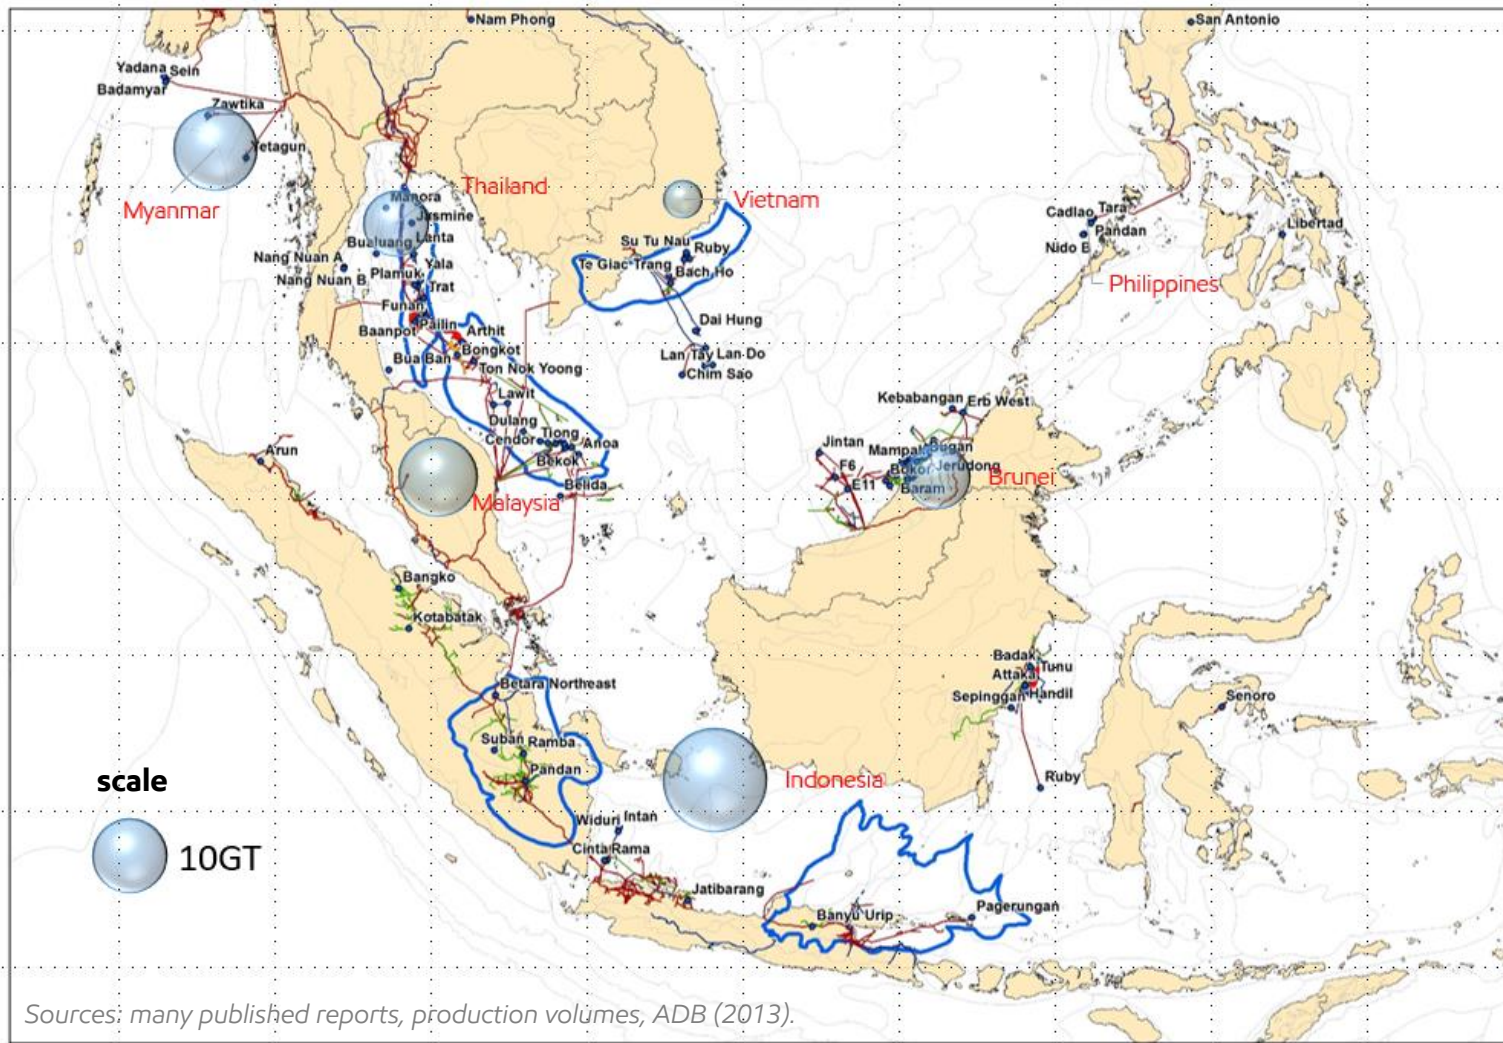 Nam Phong
San Antonio
Yadana Sein
Badamyar
Zawtika
Yetagun
Myanmar
Thailand
Manora
Jasmine
Vietnam
Bualuang Lanta
Cadlao Tara
Pandan
Nido B
Libertad
Su Tu Nau Ruby
Te Giac Trang Bach Ho
Nang Nuan A
Nang Nuan B
Yala
Plamuk
Trat
Philippines
Funan
Pailin
Baanpot
Arthit
Dai Hung
Bua Ban Bongkot
Ton Nok Yoong
Lan Tay Lan Do
Chim Sao
Lawit
Kebabangan Erb West
Dulang
Cendor Tiong
Anoa
Bekok
Belida
Malaysia
Arun
Jintan
F6
E11
Bokor
Jerudong
Baram
Brunei
Bangko
Kotabatak
Badak
Tunu
Attaka
Handil
Sepinggan
Senoro
Betara Northeast
Suban Ramba
Pandan
Ruby
Indonesia
scale
10GT
Widuri Intan
Cinta Rama
Jatibarang
Banyu Urip
Pagerungan
Sources: many published reports, production volumes, ADB (2013).